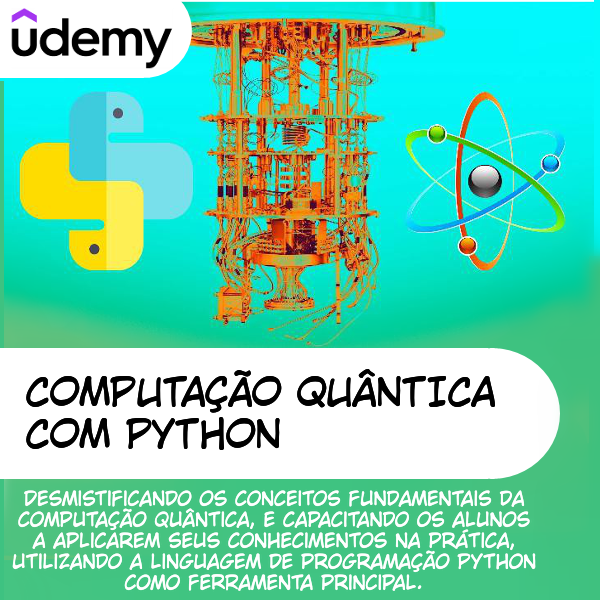 ûdemy
COMPUTAÇÃO QUÂNTICA
COM PYTHON
DESMISTIFICANDO OS CONCEITOS FUNDAMENTAIS DA
COMPUTAÇÃO QUÂNTICA, E CAPACITANDO OS ALUNOS
A APLICAREM SEUS CONHECIMENTOS NA PRÁTICA,
UTILIZANDO A LINGUAGEM DE PROGRAMAÇÃO PYTHON
COMO FERRAMENTA PRINCIPAL.